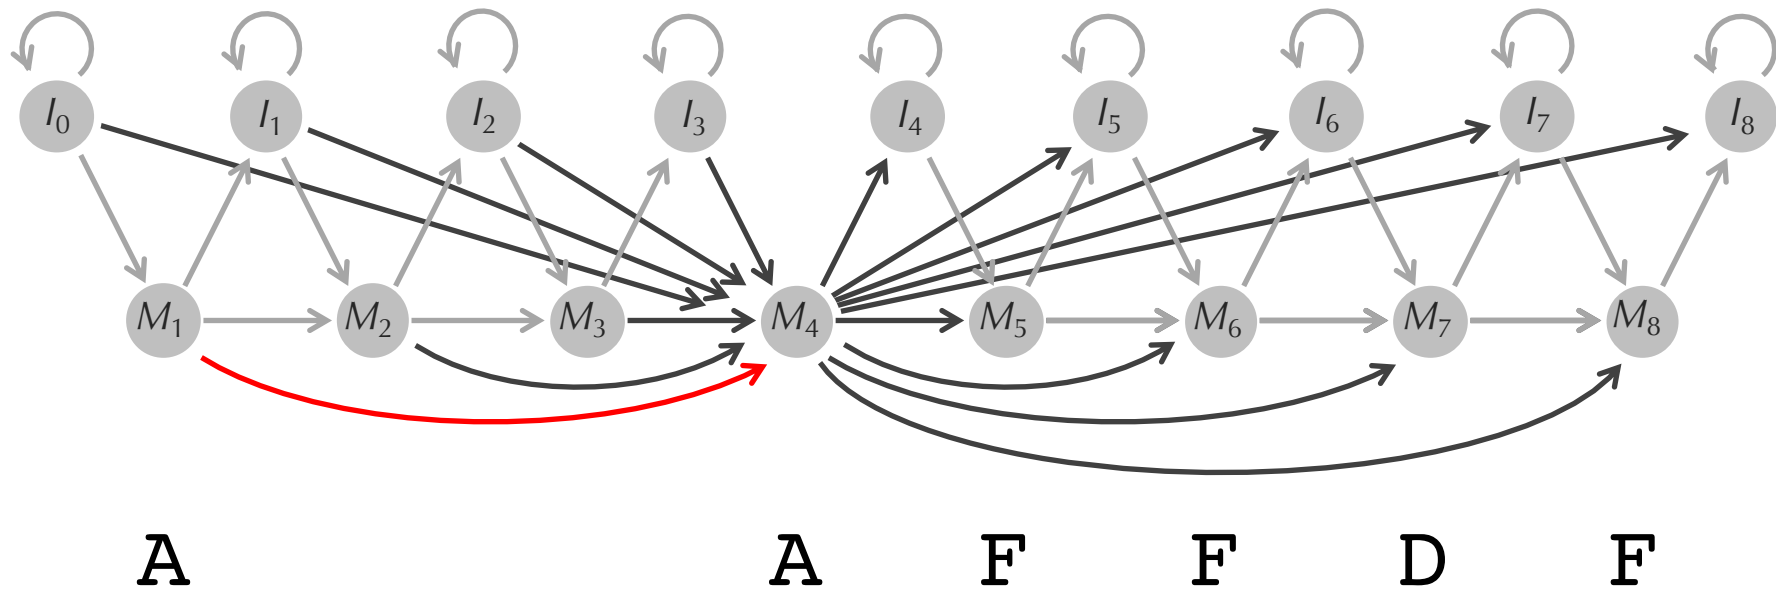 I₀ I₁ I₂ I₃ I₄ I₅ I₆ I₇ I₈
M₁ M₂ M₃ M₄ M₅ M₆ M₇ M₈
A A F F D F